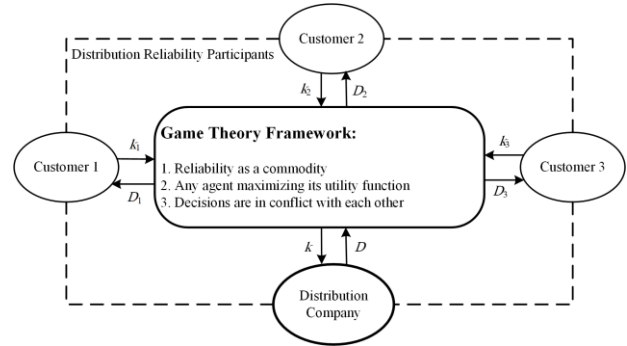 Customer 2
Distribution Reliability Participants
k2
D2
Game Theory Framework:
k1
k3
Customer 1
1. Reliability as a commodity
Customer 3
2. Any agent maximizing its utility function
D1
3. Decisions are in conflict with each other
D3
k
D
Distribution
Company